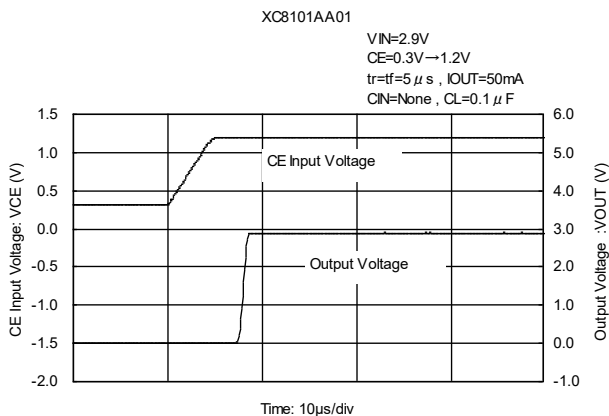 XC8101AA01
VIN=2.9V
CE=0.3V→1.2V
tr=tf=5μs , IOUT=50mA
CIN=None , CL=0.1μF
CE Input Voltage: VCE (V)
1.5
1.0
0.5
0.0
-0.5
-1.0
-1.5
-2.0
CE Input Voltage
Output Voltage
6.0
5.0
4.0
3.0
2.0
1.0
0.0
-1.0
Output Voltage :VOUT (V)
Time: 10μs/div